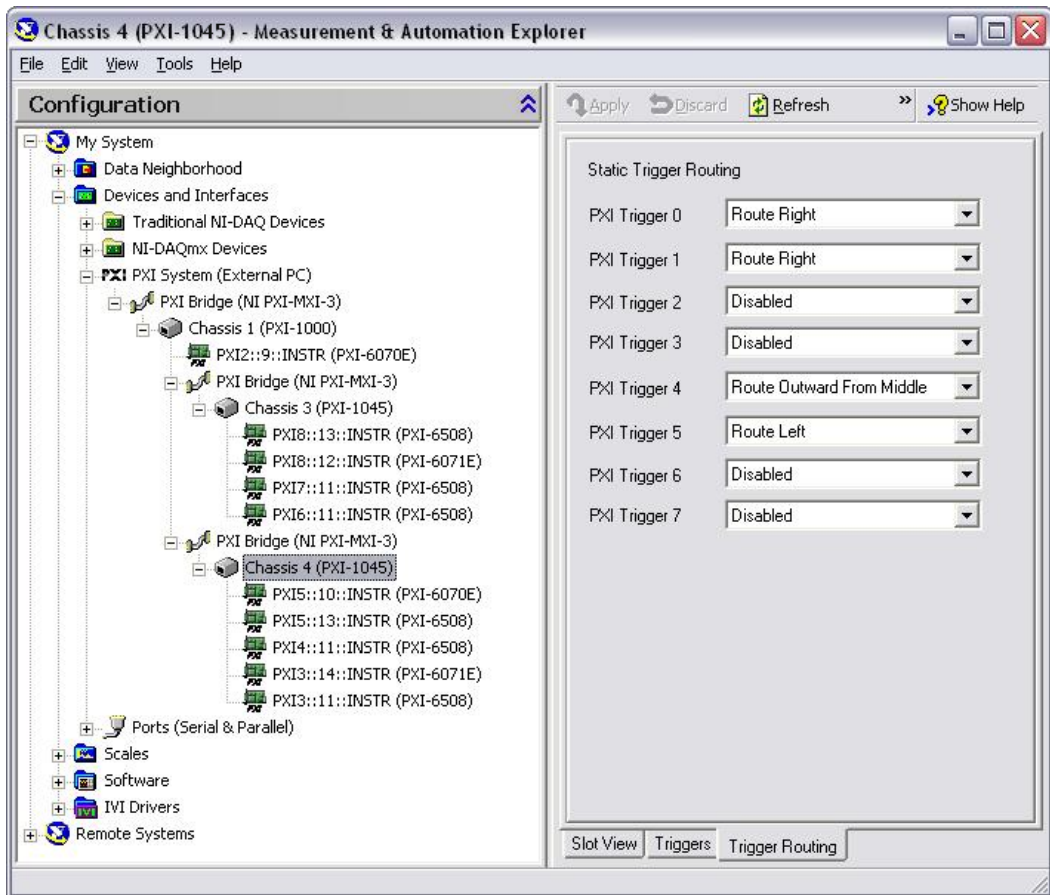 Chassis 4 (PXI-1045) - Measurement & Automation Explorer
File Edit View Tools Help
Configuration
My System
Data Neighborhood
Devices and Interfaces
Traditional NI-DAQ Devices
NI-DAQmx Devices
PXI PXI System (External PC)
PXI Bridge (NI PXI-MXI-3)
Chassis 1 (PXI-1000)
PXI2::9::INSTR (PXI-6070E)
PXI Bridge (NI PXI-MXI-3)
Chassis 3 (PXI-1045)
PXI8::13::INSTR (PXI-6508)
PXI8::12::INSTR (PXI-6071E)
PXI7::11::INSTR (PXI-6508)
PXI6::11::INSTR (PXI-6508)
PXI Bridge (NI PXI-MXI-3)
Chassis 4 (PXI-1045)
PXI5::10::INSTR (PXI-6070E)
PXI5::13::INSTR (PXI-6508)
PXI4::11::INSTR (PXI-6508)
PXI3::14::INSTR (PXI-6071E)
PXI3::11::INSTR (PXI-6508)
Ports (Serial & Parallel)
Scales
Software
IVI Drivers
Remote Systems
Apply Discard Refresh » Show Help
Static Trigger Routing
PXI Trigger 0 Route Right
PXI Trigger 1 Route Right
PXI Trigger 2 Disabled
PXI Trigger 3 Disabled
PXI Trigger 4 Route Outward From Middle
PXI Trigger 5 Route Left
PXI Trigger 6 Disabled
PXI Trigger 7 Disabled
Slot View Triggers Trigger Routing